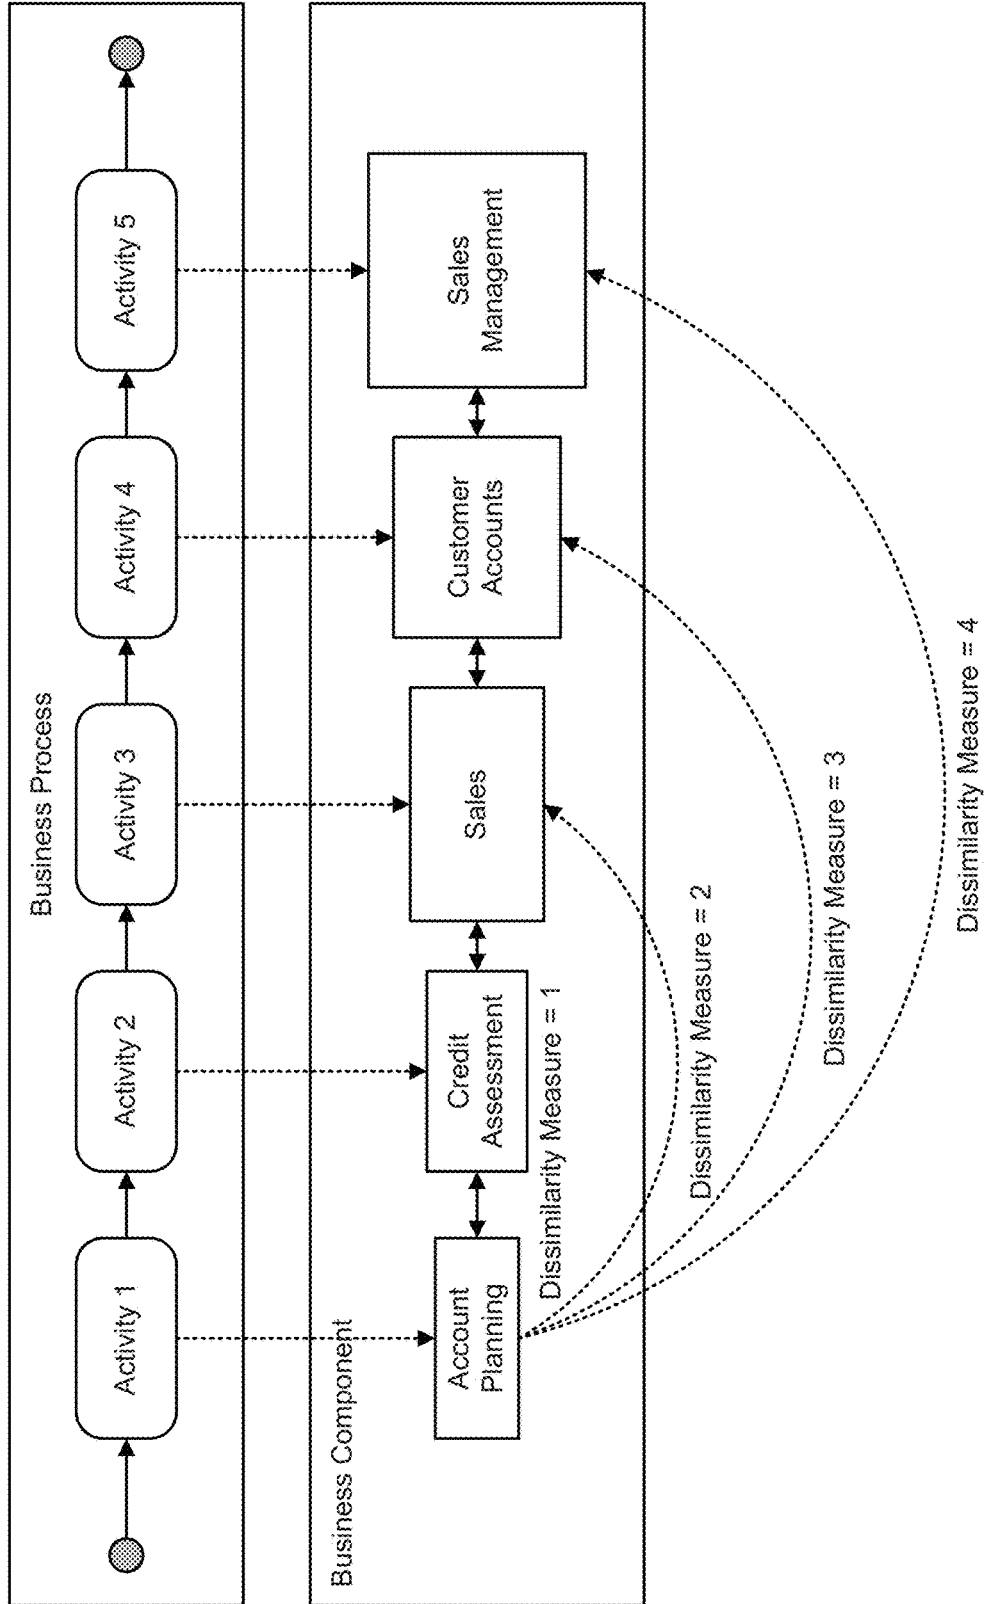 Business Process
Activity 1
Activity 2
Activity 3
Activity 4
Activity 5
Business Component
Account
Planning
Credit
Assessment
Sales
Customer
Accounts
Sales
Management
Dissimilarity Measure = 1
Dissimilarity Measure = 2
Dissimilarity Measure = 3
Dissimilarity Measure = 4